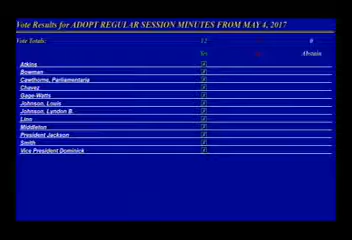 Vote Results for ADOPT REGULAR SESSION MINUTES FROM MAY 4, 2017
Vote Totals: 12 0
Yes Abstain
Atkins
Bowman
Cawthorne, Parliamentaria
Chavez
Gage-Watts
Johnson, Louis
Johnson, Lyndon B.
Linn
Middleton
President Jackson
Smith
Vice President Dominick